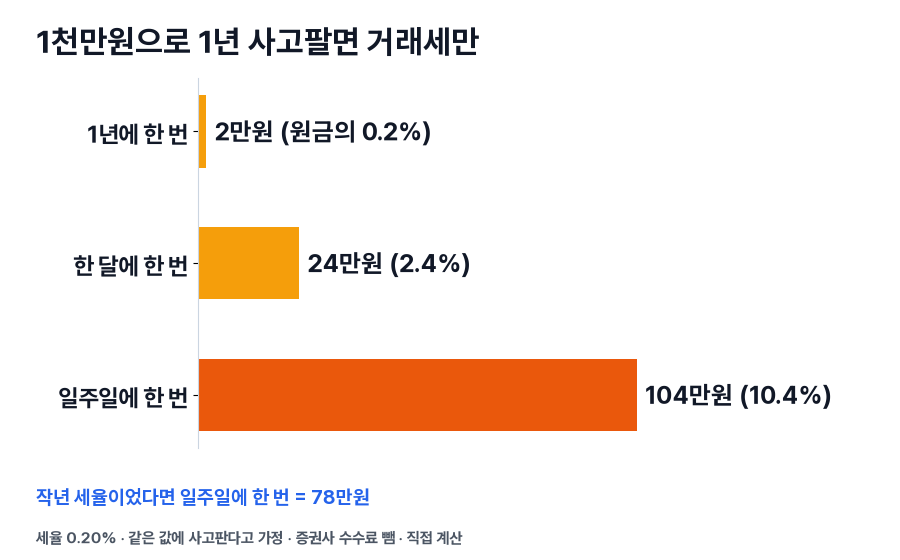 1천만원으로 1년 사고팔면 거래세만
1년에 한 번
2만원 (원금의 0.2%)
한 달에 한 번
24만원 (2.4%)
일주일에 한 번
104만원 (10.4%)
작년 세율이었다면 일주일에 한 번 = 78만원
세율 0.20% · 같은 값에 사고판다고 가정 · 증권사 수수료 뺌 · 직접 계산